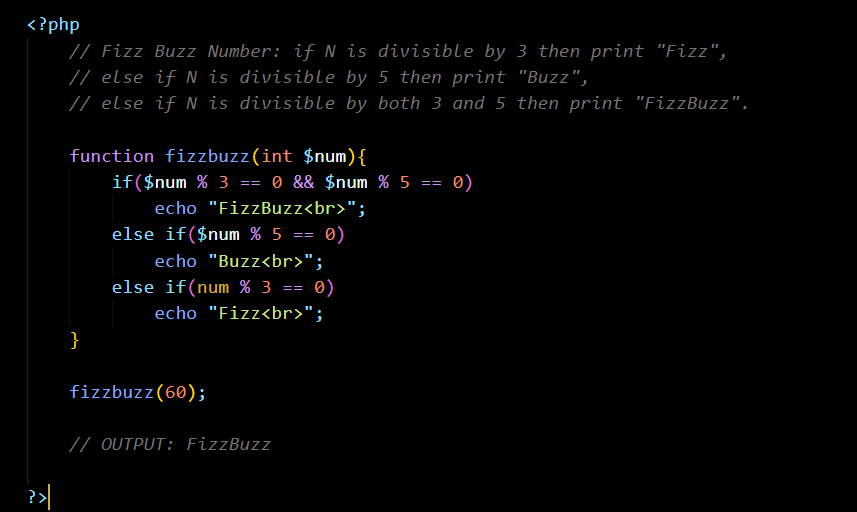 <?php
// Fizz Buzz Number: if N is divisible by 3 then print "Fizz",
// else if N is divisible by 5 then print "Buzz",
// else if N is divisible by both 3 and 5 then print "FizzBuzz".
function fizzbuzz(int $num){
if($num % 3 == 0 && $num % 5 == 0)
echo "FizzBuzz<br>";
else if($num % 5 == 0)
echo "Buzz<br>";
else if(num % 3 == 0)
echo "Fizz<br>";
}
fizzbuzz(60);
// OUTPUT: FizzBuzz
?>